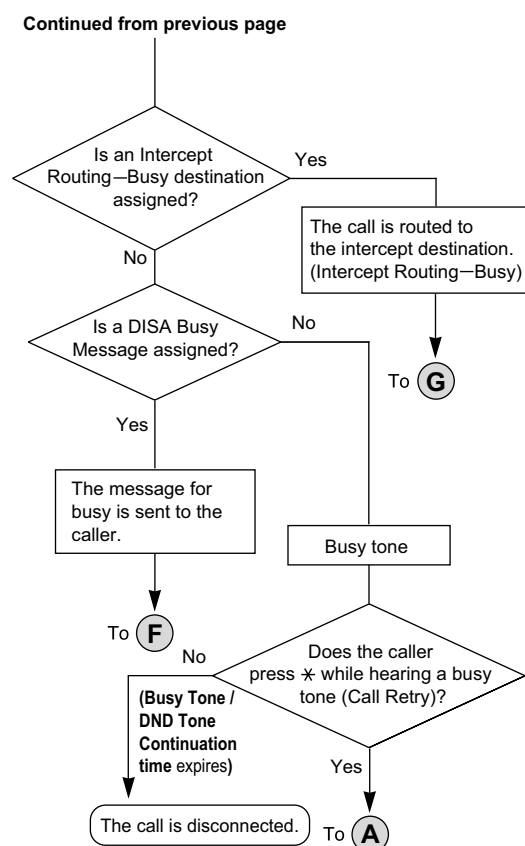 Continued from previous page
Is an Intercept
Routing—Busy destination
assigned?
Yes
The call is routed to
the intercept destination.
(Intercept Routing—Busy)
No
Is a DISA Busy
Message assigned?
No
To G
Yes
The message for
busy is sent to the
caller.
Busy tone
To F
Does the caller
press * while hearing a busy
tone (Call Retry)?
No
(Busy Tone /
DND Tone
Continuation
time expires)
Yes
The call is disconnected.
To A